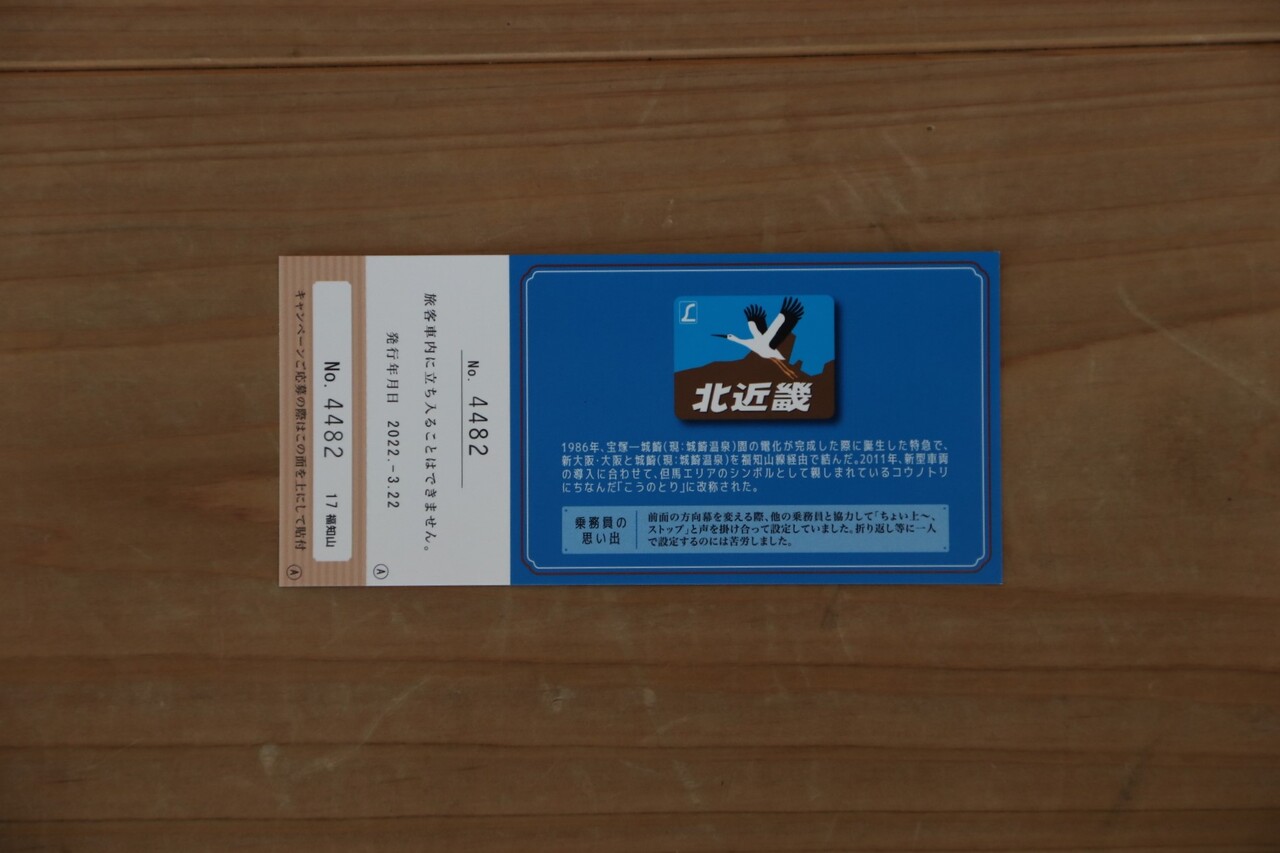 キャンペーンご応募の際はこの面を上にして貼付 Ⓐ
No. 4482 17 福知山
発行年月日 2022.-3.22 Ⓐ
旅客車内に立ち入ることはできません。
No. 4482
L
北近畿
1986年、宝塚―城崎(現:城崎温泉)間の電化が完成した際に誕生した特急で、
新大阪・大阪と城崎(現:城崎温泉)を福知山線経由で結んだ。2011年、新型車両
の導入に合わせて、但馬エリアのシンボルとして親しまれているコウノトリ
にちなんだ「こうのとり」に改称された。
乗務員の
思い出
前面の方向幕を変える際、他の乗務員と協力して「ちょい上～、
ストップ」と声を掛け合って設定していました。折り返し等に一人
で設定するのには苦労しました。